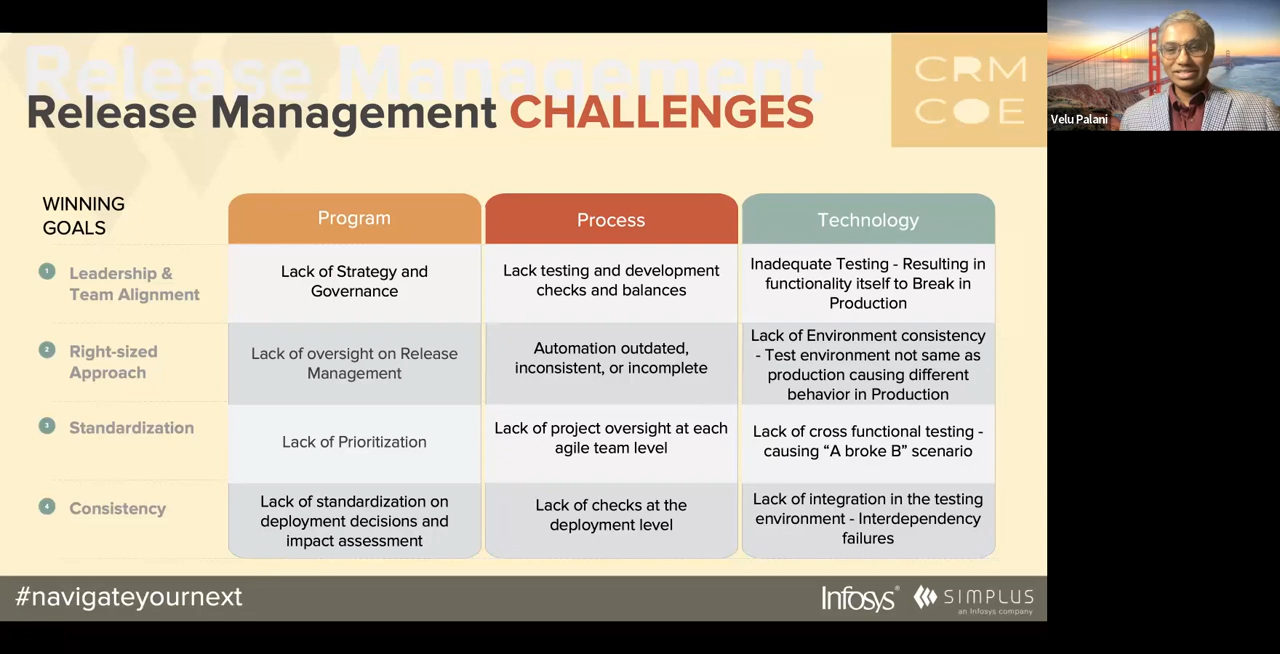 Release Management
Release Management CHALLENGES
CRM
COE
Velu Palani
WINNING
GOALS
Program
Process
Technology
1
Leadership &
Team Alignment
Lack of Strategy and
Governance
Lack testing and development
checks and balances
Inadequate Testing - Resulting in
functionality itself to Break in
Production
2
Right-sized
Approach
Lack of oversight on Release
Management
Automation outdated,
inconsistent, or incomplete
Lack of Environment consistency
- Test environment not same as
production causing different
behavior in Production
3
Standardization
Lack of Prioritization
Lack of project oversight at each
agile team level
Lack of cross functional testing -
causing “A broke B” scenario
4
Consistency
Lack of standardization on
deployment decisions and
impact assessment
Lack of checks at the
deployment level
Lack of integration in the testing
environment - Interdependency
failures
#navigateyournext
Infosys®
SIMPLUS
an Infosys company